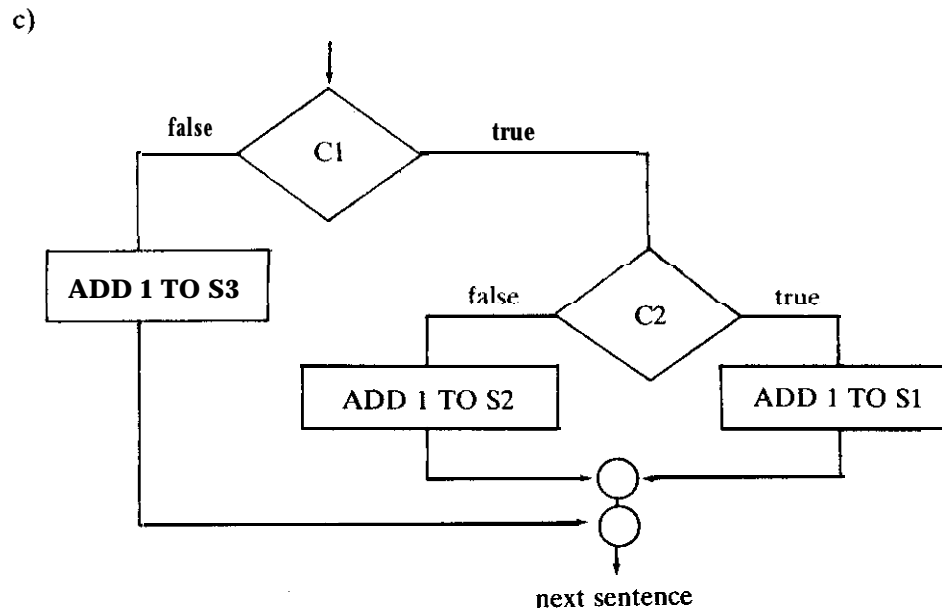 c)
false
true
C1
ADD 1 TO S3
false
true
C2
ADD 1 TO S2
ADD 1 TO S1
next sentence